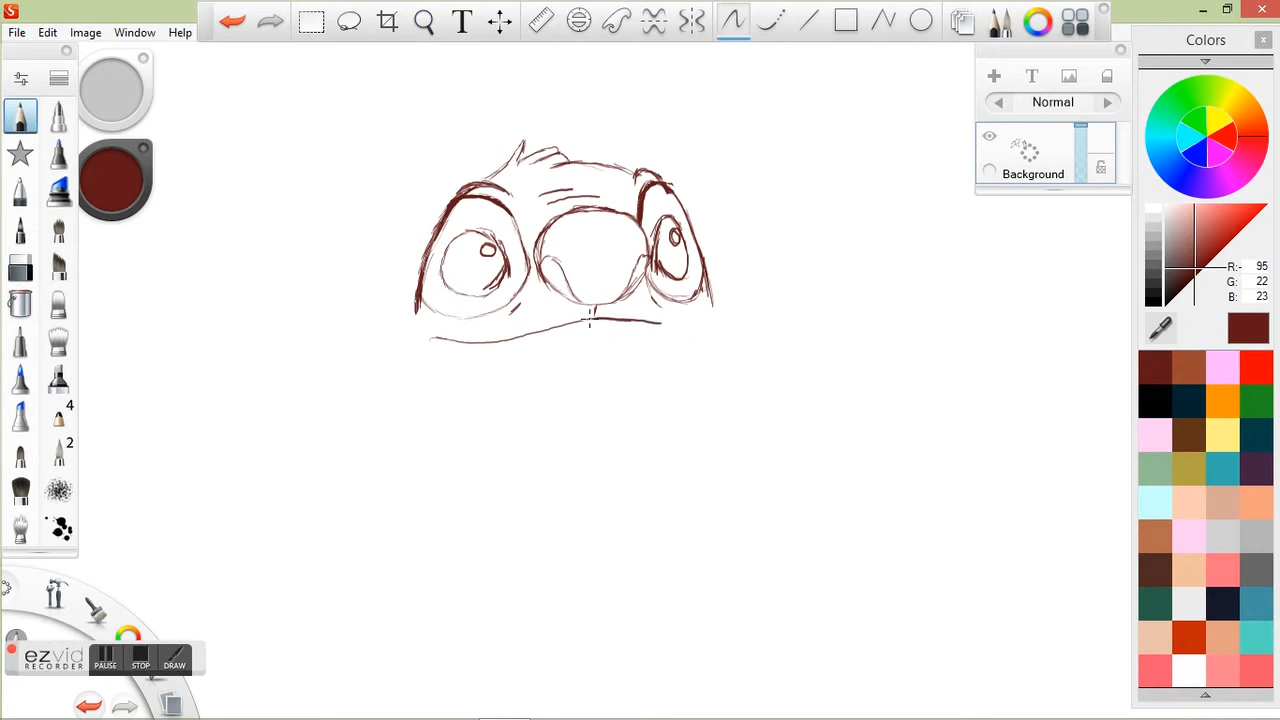 File Edit Image Window Help
T
Colors
T
Normal
Background
R: 95
G: 22
B: 23
4
2
ezvid
RECORDER
PAUSE STOP DRAW